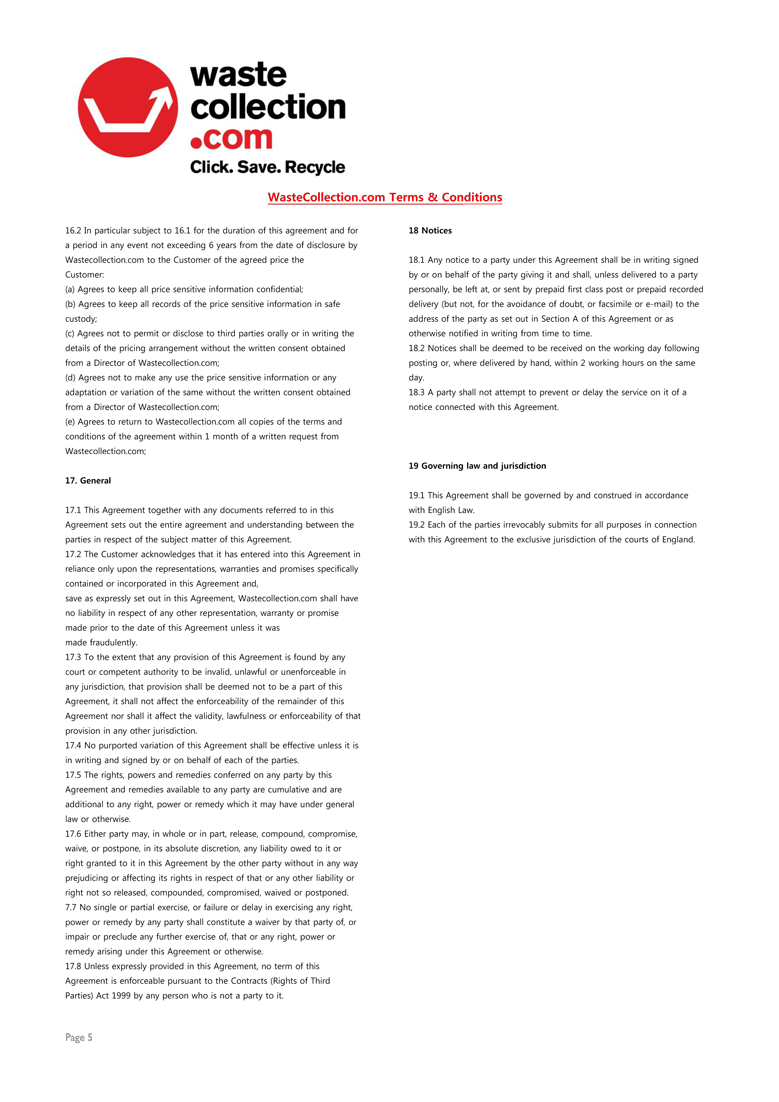 waste
collection
.com
Click. Save. Recycle
WasteCollection.com Terms & Conditions
16.2 In particular subject to 16.1 for the duration of this agreement and for
a period in any event not exceeding 6 years from the date of disclosure by
Wastecollection.com to the Customer of the agreed price the
Customer:
(a) Agrees to keep all price sensitive information confidential;
(b) Agrees to keep all records of the price sensitive information in safe
custody;
(c) Agrees not to permit or disclose to third parties orally or in writing the
details of the pricing arrangement without the written consent obtained
from a Director of Wastecollection.com;
(d) Agrees not to make any use the price sensitive information or any
adaptation or variation of the same without the written consent obtained
from a Director of Wastecollection.com;
(e) Agrees to return to Wastecollection.com all copies of the terms and
conditions of the agreement within 1 month of a written request from
Wastecollection.com;
17. General
17.1 This Agreement together with any documents referred to in this
Agreement sets out the entire agreement and understanding between the
parties in respect of the subject matter of this Agreement.
17.2 The Customer acknowledges that it has entered into this Agreement in
reliance only upon the representations, warranties and promises specifically
contained or incorporated in this Agreement and,
save as expressly set out in this Agreement, Wastecollection.com shall have
no liability in respect of any other representation, warranty or promise
made prior to the date of this Agreement unless it was
made fraudulently.
17.3 To the extent that any provision of this Agreement is found by any
court or competent authority to be invalid, unlawful or unenforceable in
any jurisdiction, that provision shall be deemed not to be a part of this
Agreement, it shall not affect the enforceability of the remainder of this
Agreement nor shall it affect the validity, lawfulness or enforceability of that
provision in any other jurisdiction.
17.4 No purported variation of this Agreement shall be effective unless it is
in writing and signed by or on behalf of each of the parties.
17.5 The rights, powers and remedies conferred on any party by this
Agreement and remedies available to any party are cumulative and are
additional to any right, power or remedy which it may have under general
law or otherwise.
17.6 Either party may, in whole or in part, release, compound, compromise,
waive, or postpone, in its absolute discretion, any liability owed to it or
right granted to it in this Agreement by the other party without in any way
prejudicing or affecting its rights in respect of that or any other liability or
right not so released, compounded, compromised, waived or postponed.
7.7 No single or partial exercise, or failure or delay in exercising any right,
power or remedy by any party shall constitute a waiver by that party of, or
impair or preclude any further exercise of, that or any right, power or
remedy arising under this Agreement or otherwise.
17.8 Unless expressly provided in this Agreement, no term of this
Agreement is enforceable pursuant to the Contracts (Rights of Third
Parties) Act 1999 by any person who is not a party to it.
18 Notices
18.1 Any notice to a party under this Agreement shall be in writing signed
by or on behalf of the party giving it and shall, unless delivered to a party
personally, be left at, or sent by prepaid first class post or prepaid recorded
delivery (but not, for the avoidance of doubt, or facsimile or e-mail) to the
address of the party as set out in Section A of this Agreement or as
otherwise notified in writing from time to time.
18.2 Notices shall be deemed to be received on the working day following
posting or, where delivered by hand, within 2 working hours on the same
day.
18.3 A party shall not attempt to prevent or delay the service on it of a
notice connected with this Agreement.
19 Governing law and jurisdiction
19.1 This Agreement shall be governed by and construed in accordance
with English Law.
19.2 Each of the parties irrevocably submits for all purposes in connection
with this Agreement to the exclusive jurisdiction of the courts of England.
Page 5